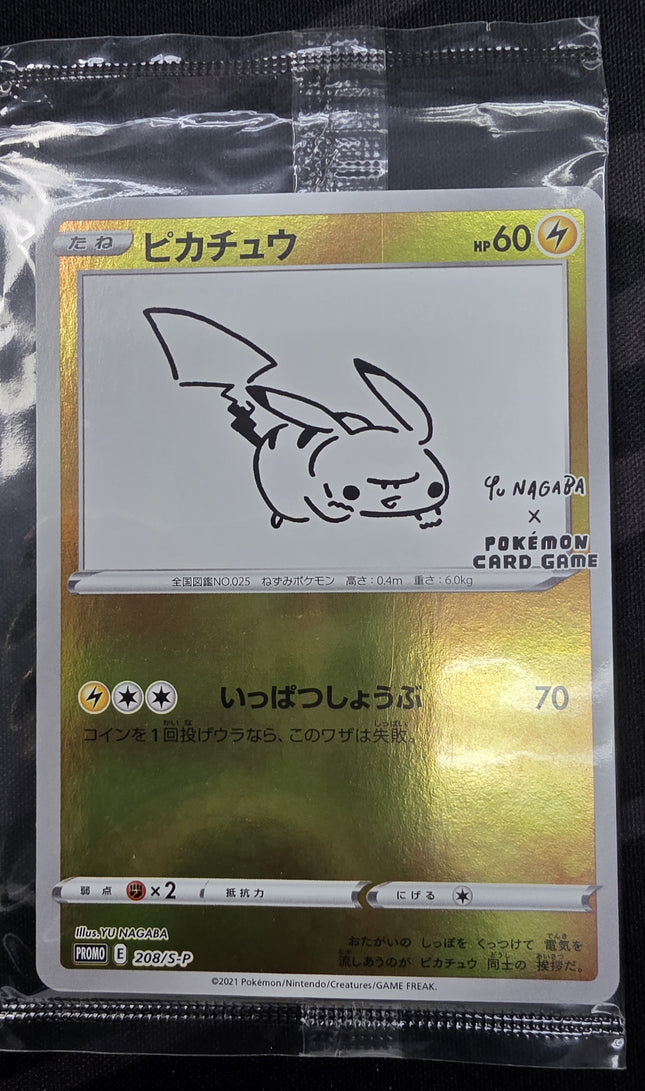 たね ピカチュウ HP60
YU NAGABA
×
POKÉMON
CARD GAME
全国図鑑NO.025 ねずみポケモン 高さ：0.4m 重さ：6.0kg
いっぱつしょうぶ 70
コインを1回投げウラなら、このワザは失敗。
弱点 ×2 抵抗力 にげる
Illus.YU NAGABA
PROMO E 208/S-P
おたがいの しっぽを くっつけて 電気を
流しあうのが ピカチュウ 同士の 挨拶だ。
©2021 Pokémon/Nintendo/Creatures/GAME FREAK.